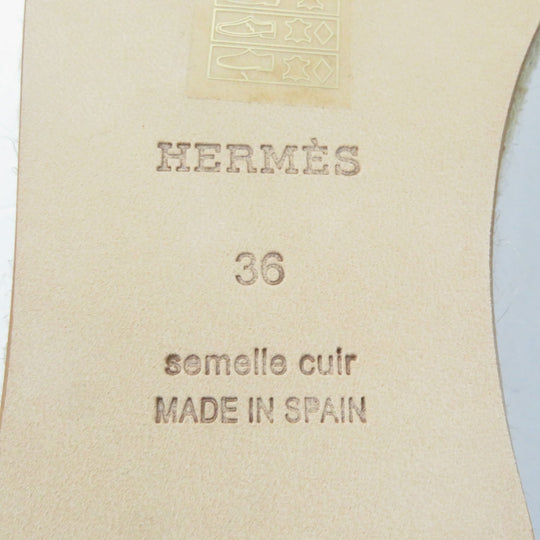 HERMÈS
36
semelle cuir
MADE IN SPAIN